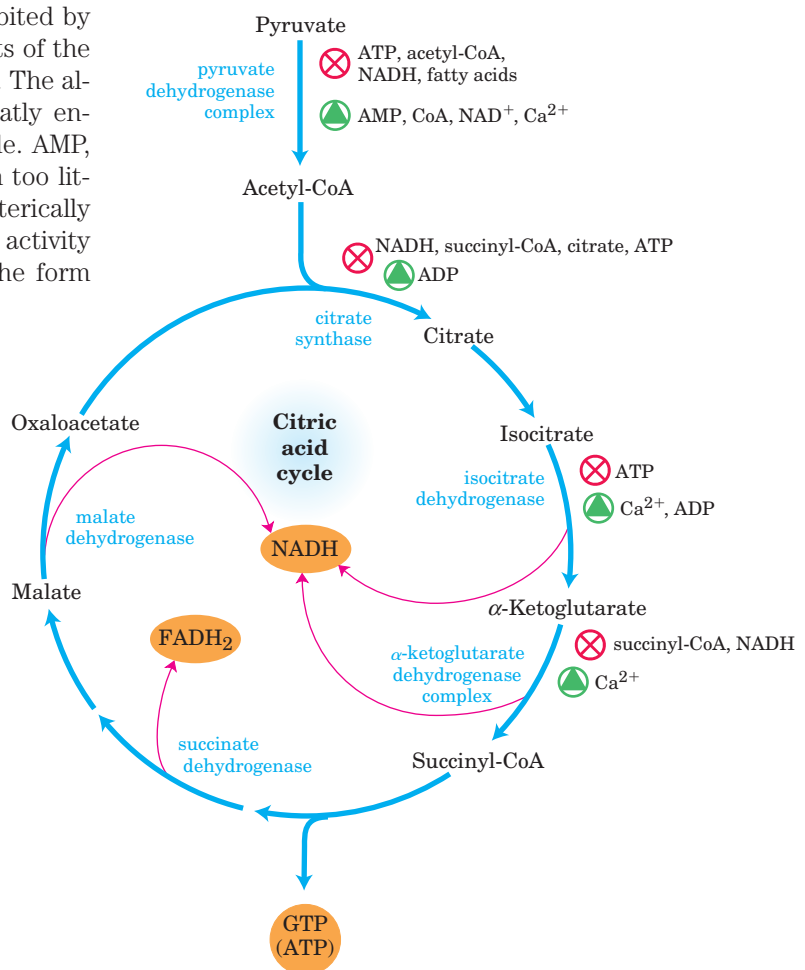 bited by
ts of the
. The al-
atly en-
le. AMP,
n too lit-
terically
activity
he form
Pyruvate
pyruvate
dehydrogenase
complex
ATP, acetyl-CoA,
NADH, fatty acids
AMP, CoA, NAD⁺, Ca²⁺
Acetyl-CoA
NADH, succinyl-CoA, citrate, ATP
ADP
citrate
synthase
Citrate
Oxaloacetate
Citric
acid
cycle
Isocitrate
isocitrate
dehydrogenase
ATP
Ca²⁺, ADP
malate
dehydrogenase
NADH
Malate
α-Ketoglutarate
FADH₂
α-ketoglutarate
dehydrogenase
complex
succinyl-CoA, NADH
Ca²⁺
succinate
dehydrogenase
Succinyl-CoA
GTP
(ATP)